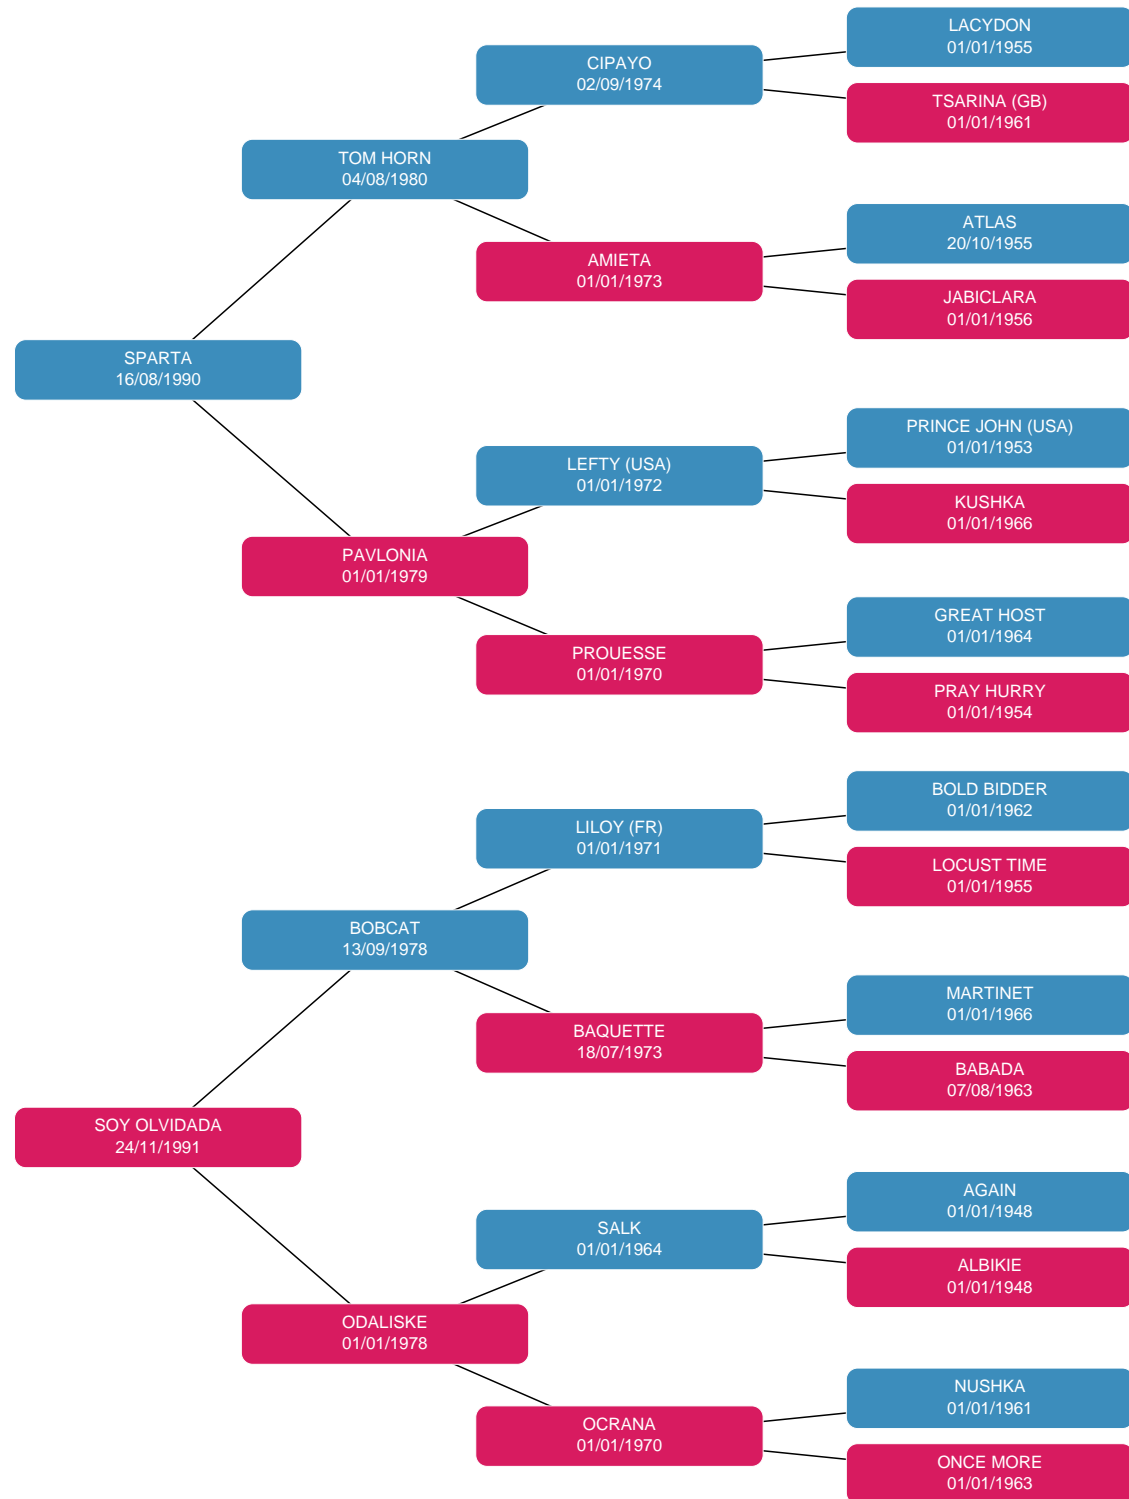 LACYDON
01/01/1955
CIPAYO
02/09/1974
TSARINA (GB)
01/01/1961
TOM HORN
04/08/1980
ATLAS
20/10/1955
AMIETA
01/01/1973
JABICLARA
01/01/1956
SPARTA
16/08/1990
PRINCE JOHN (USA)
01/01/1953
LEFTY (USA)
01/01/1972
KUSHKA
01/01/1966
PAVLONIA
01/01/1979
GREAT HOST
01/01/1964
PROUESSE
01/01/1970
PRAY HURRY
01/01/1954
BOLD BIDDER
01/01/1962
LILOY (FR)
01/01/1971
LOCUST TIME
01/01/1955
BOBCAT
13/09/1978
MARTINET
01/01/1966
BAQUETTE
18/07/1973
BABADA
07/08/1963
SOY OLVIDADA
24/11/1991
AGAIN
01/01/1948
SALK
01/01/1964
ALBIKIE
01/01/1948
ODALISKE
01/01/1978
NUSHKA
01/01/1961
OCRANA
01/01/1970
ONCE MORE
01/01/1963